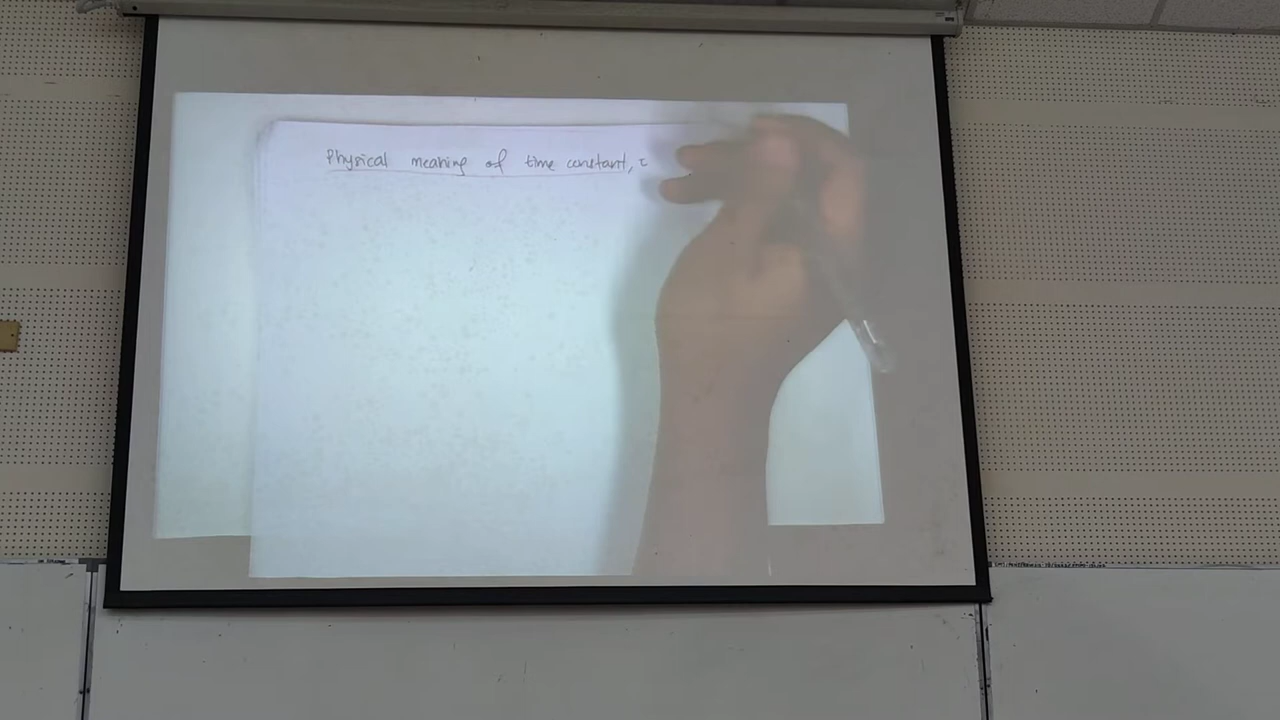 Physical meaning of time constant, τ